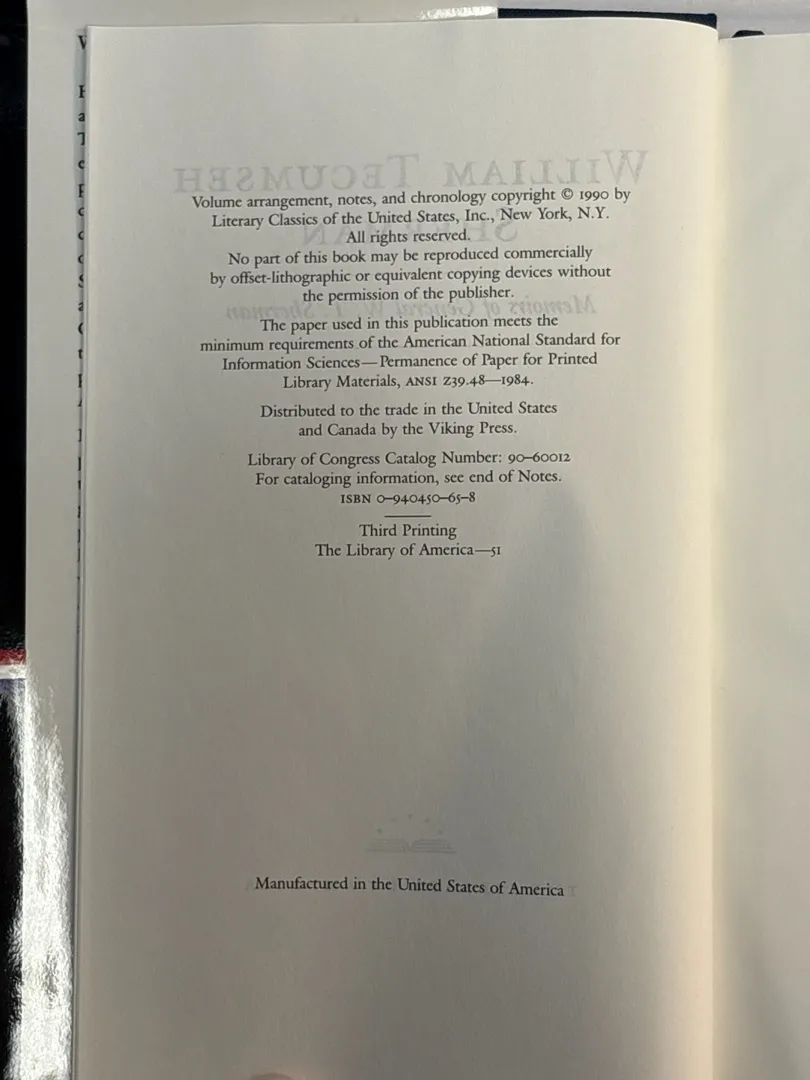 WILLIAM TECUMSEH
Volume arrangement, notes, and chronology copyright © 1990 by
Literary Classics of the United States, Inc., New York, N.Y.
All rights reserved.
No part of this book may be reproduced commercially
by offset-lithographic or equivalent copying devices without
the permission of the publisher.
Memoirs of General W. T. Sherman
The paper used in this publication meets the
minimum requirements of the American National Standard for
Information Sciences—Permanence of Paper for Printed
Library Materials, ANSI Z39.48—1984.
Distributed to the trade in the United States
and Canada by the Viking Press.
Library of Congress Catalog Number: 90–60012
For cataloging information, see end of Notes.
ISBN 0–940450–65–8
Third Printing
The Library of America—51
Manufactured in the United States of America